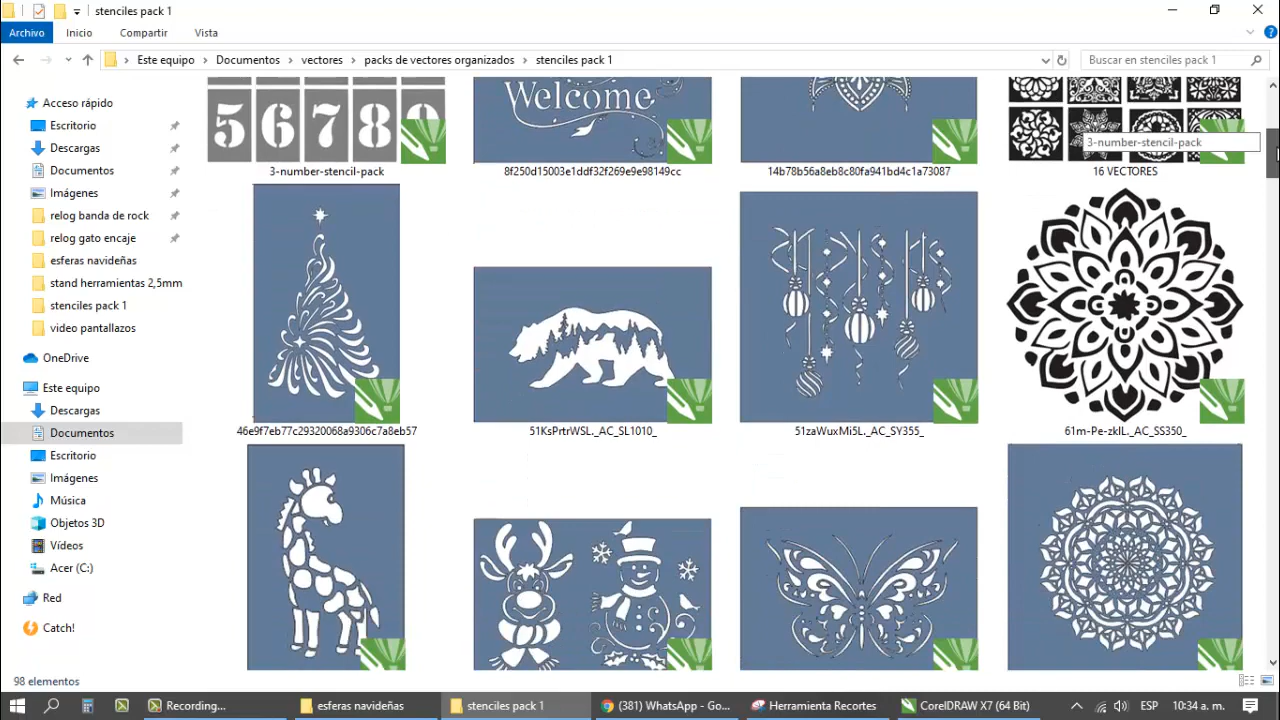 stenciles pack 1
Archivo
Inicio
Compartir
Vista
Este equipo
Documentos
vectores
packs de vectores organizados
stenciles pack 1
Buscar en stenciles pack 1
Acceso rápido
Escritorio
Descargas
Documentos
Imágenes
relog banda de rock
relog gato encaje
esferas navideñas
stand herramientas 2,5mm
stenciles pack 1
video pantallazos
OneDrive
Este equipo
Descargas
Documentos
Escritorio
Imágenes
Música
Objetos 3D
Vídeos
Acer (C:)
Red
Catch!
5 6 7 8 9
Welcome
3-number-stencil-pack
3-number-stencil-pack
8f250d15003e1ddf32f269e9e98149cc
14b78b56a8eb8c80fa941bd4c1a73087
16 VECTORES
46e9f7eb77c29320068a9306c7a8eb57
51KsPrtrWSL._AC_SL1010_
51zaWuxMi5L._AC_SY355_
61m-Pe-zkIL._AC_SS350_
98 elementos
Recording...
esferas navideñas
stenciles pack 1
(381) WhatsApp - Go...
Herramienta Recortes
CorelDRAW X7 (64 Bit)
ESP
10:34 a. m.